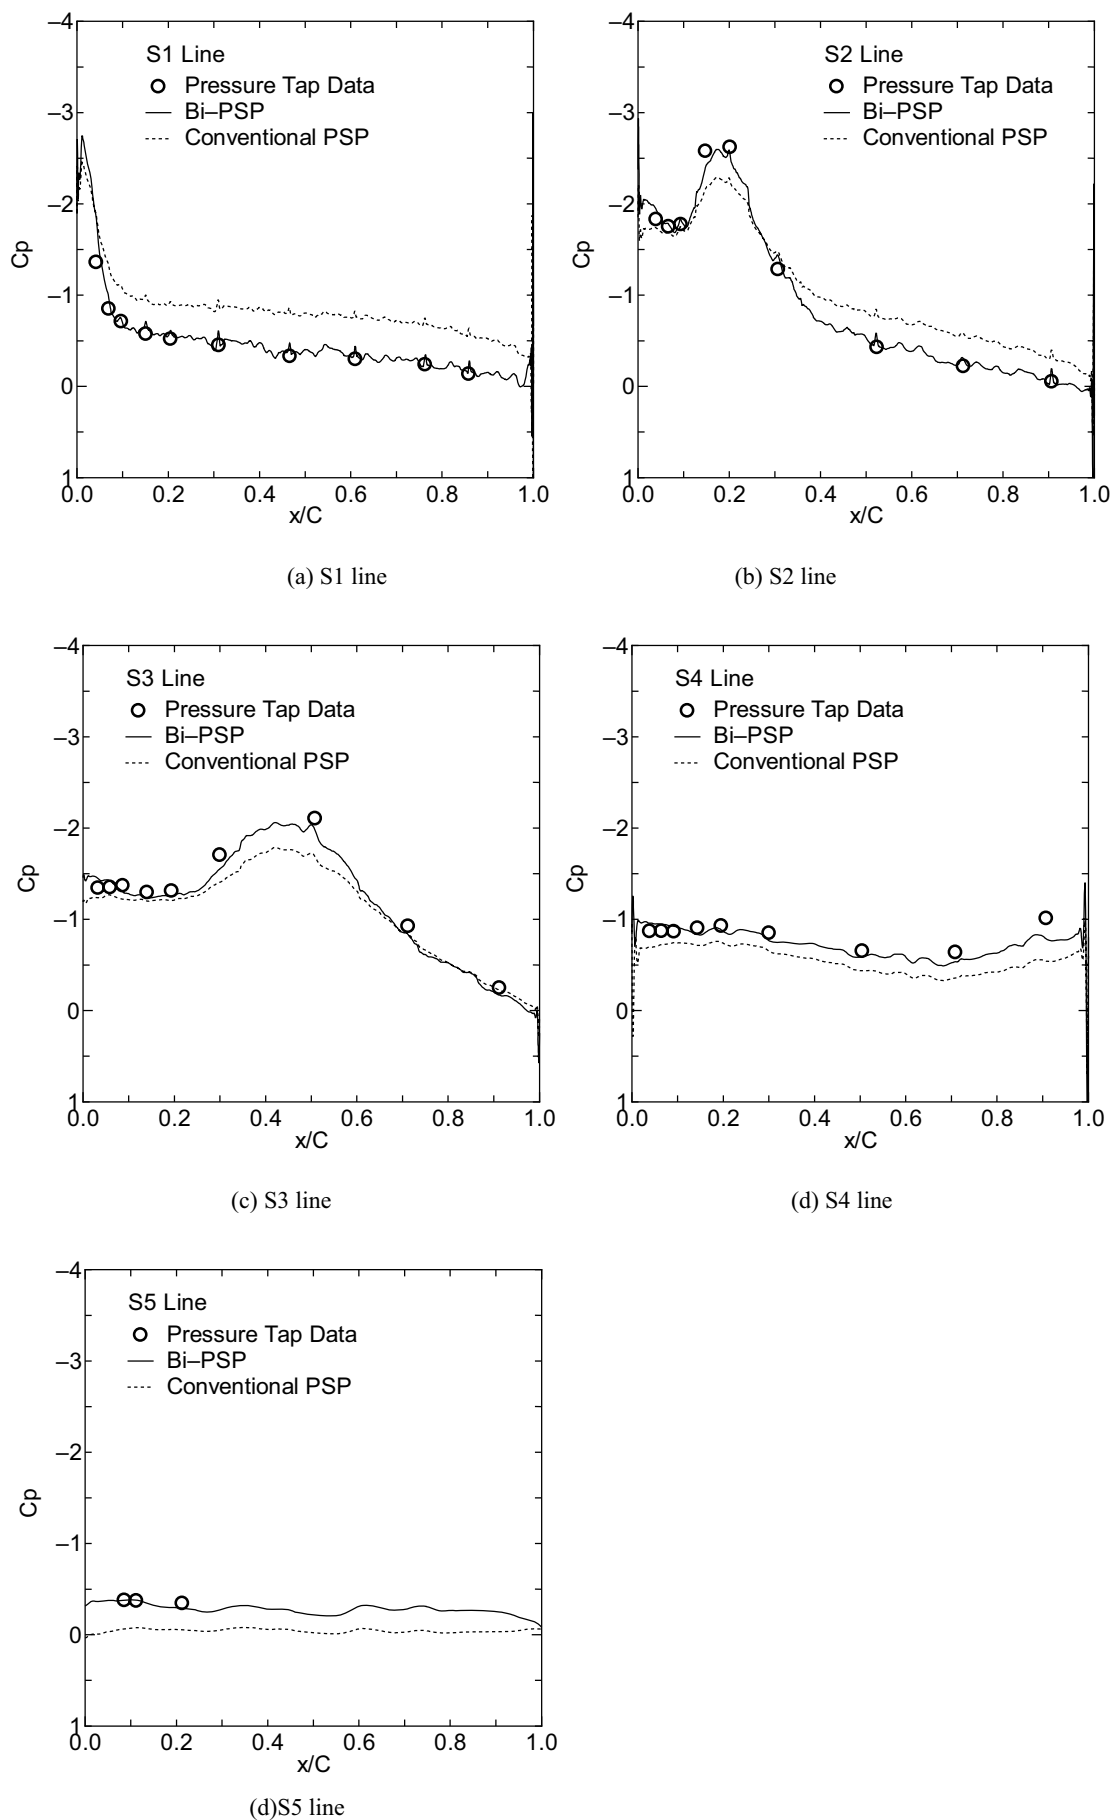 S1 Line
Pressure Tap Data
Bi–PSP
Conventional PSP
–4
–3
–2
–1
0
1
Cp
0.0 0.2 0.4 0.6 0.8 1.0
x/C
(a) S1 line
S2 Line
Pressure Tap Data
Bi–PSP
Conventional PSP
–4
–3
–2
–1
0
1
Cp
0.0 0.2 0.4 0.6 0.8 1.0
x/C
(b) S2 line
S3 Line
Pressure Tap Data
Bi–PSP
Conventional PSP
–4
–3
–2
–1
0
1
Cp
0.0 0.2 0.4 0.6 0.8 1.0
x/C
(c) S3 line
S4 Line
Pressure Tap Data
Bi–PSP
Conventional PSP
–4
–3
–2
–1
0
1
Cp
0.0 0.2 0.4 0.6 0.8 1.0
x/C
(d) S4 line
S5 Line
Pressure Tap Data
Bi–PSP
Conventional PSP
–4
–3
–2
–1
0
1
Cp
0.0 0.2 0.4 0.6 0.8 1.0
x/C
(d)S5 line